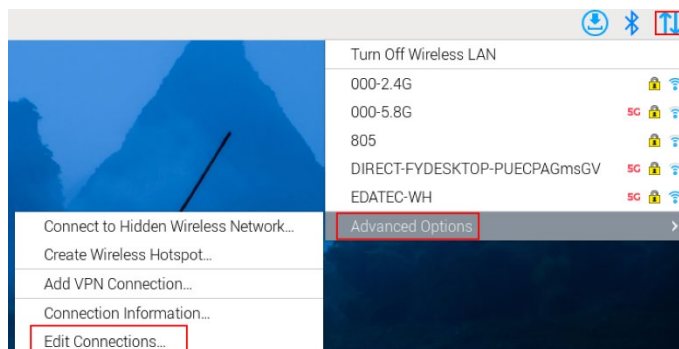 Turn Off Wireless LAN
000-2.4G
000-5.8G 5G
805
DIRECT-FYDESKTOP-PUECPAGmsGV 5G
EDATEC-WH 5G
Advanced Options
Connect to Hidden Wireless Network...
Create Wireless Hotspot...
Add VPN Connection...
Connection Information...
Edit Connections...